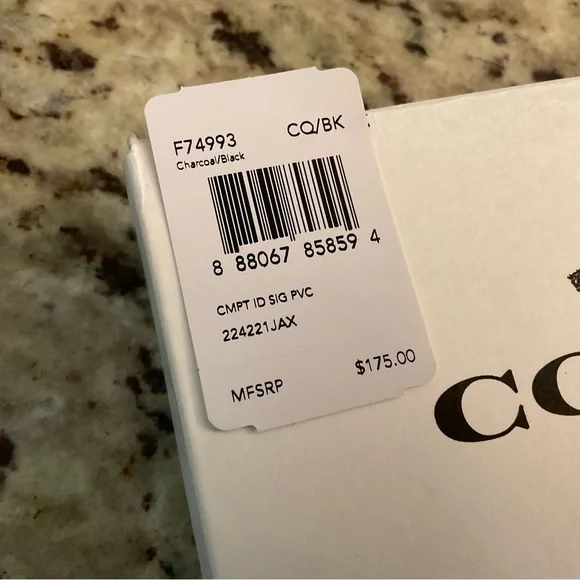 F74993 CQ/BK
Charcoal/Black
8 88067 85859 4
CMPT ID SIG PVC
224221JAX
MFSRP $175.00
CO